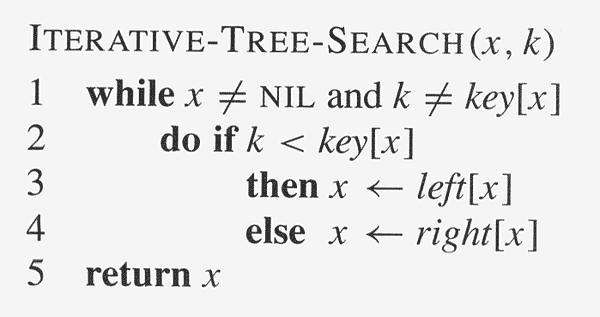 ITERATIVE-TREE-SEARCH(x, k)
1 while x ≠ NIL and k ≠ key[x]
2 do if k < key[x]
3 then x ← left[x]
4 else x ← right[x]
5 return x